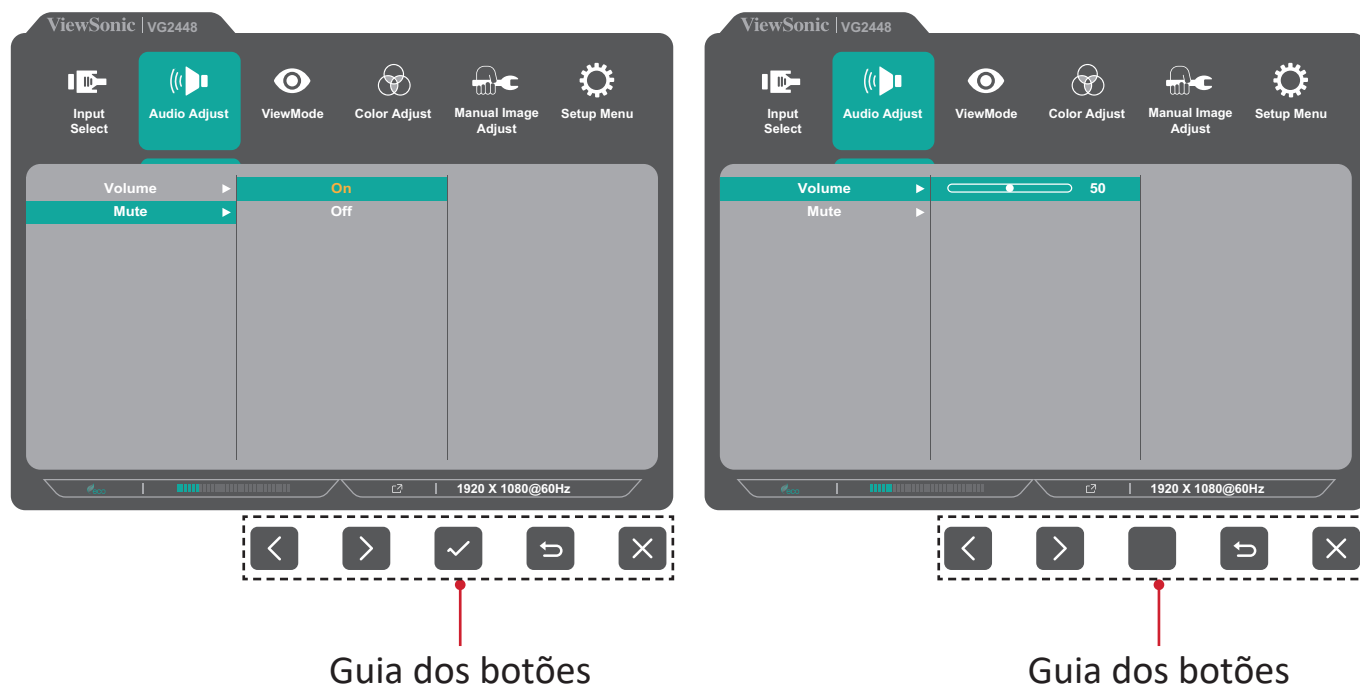 ViewSonic | VG2448
Input Select
Audio Adjust
ViewMode
Color Adjust
Manual Image Adjust
Setup Menu
Volume
On
Mute
Off
eco
1920 X 1080@60Hz
Guia dos botões
ViewSonic | VG2448
Input Select
Audio Adjust
ViewMode
Color Adjust
Manual Image Adjust
Setup Menu
Volume
50
Mute
eco
1920 X 1080@60Hz
Guia dos botões